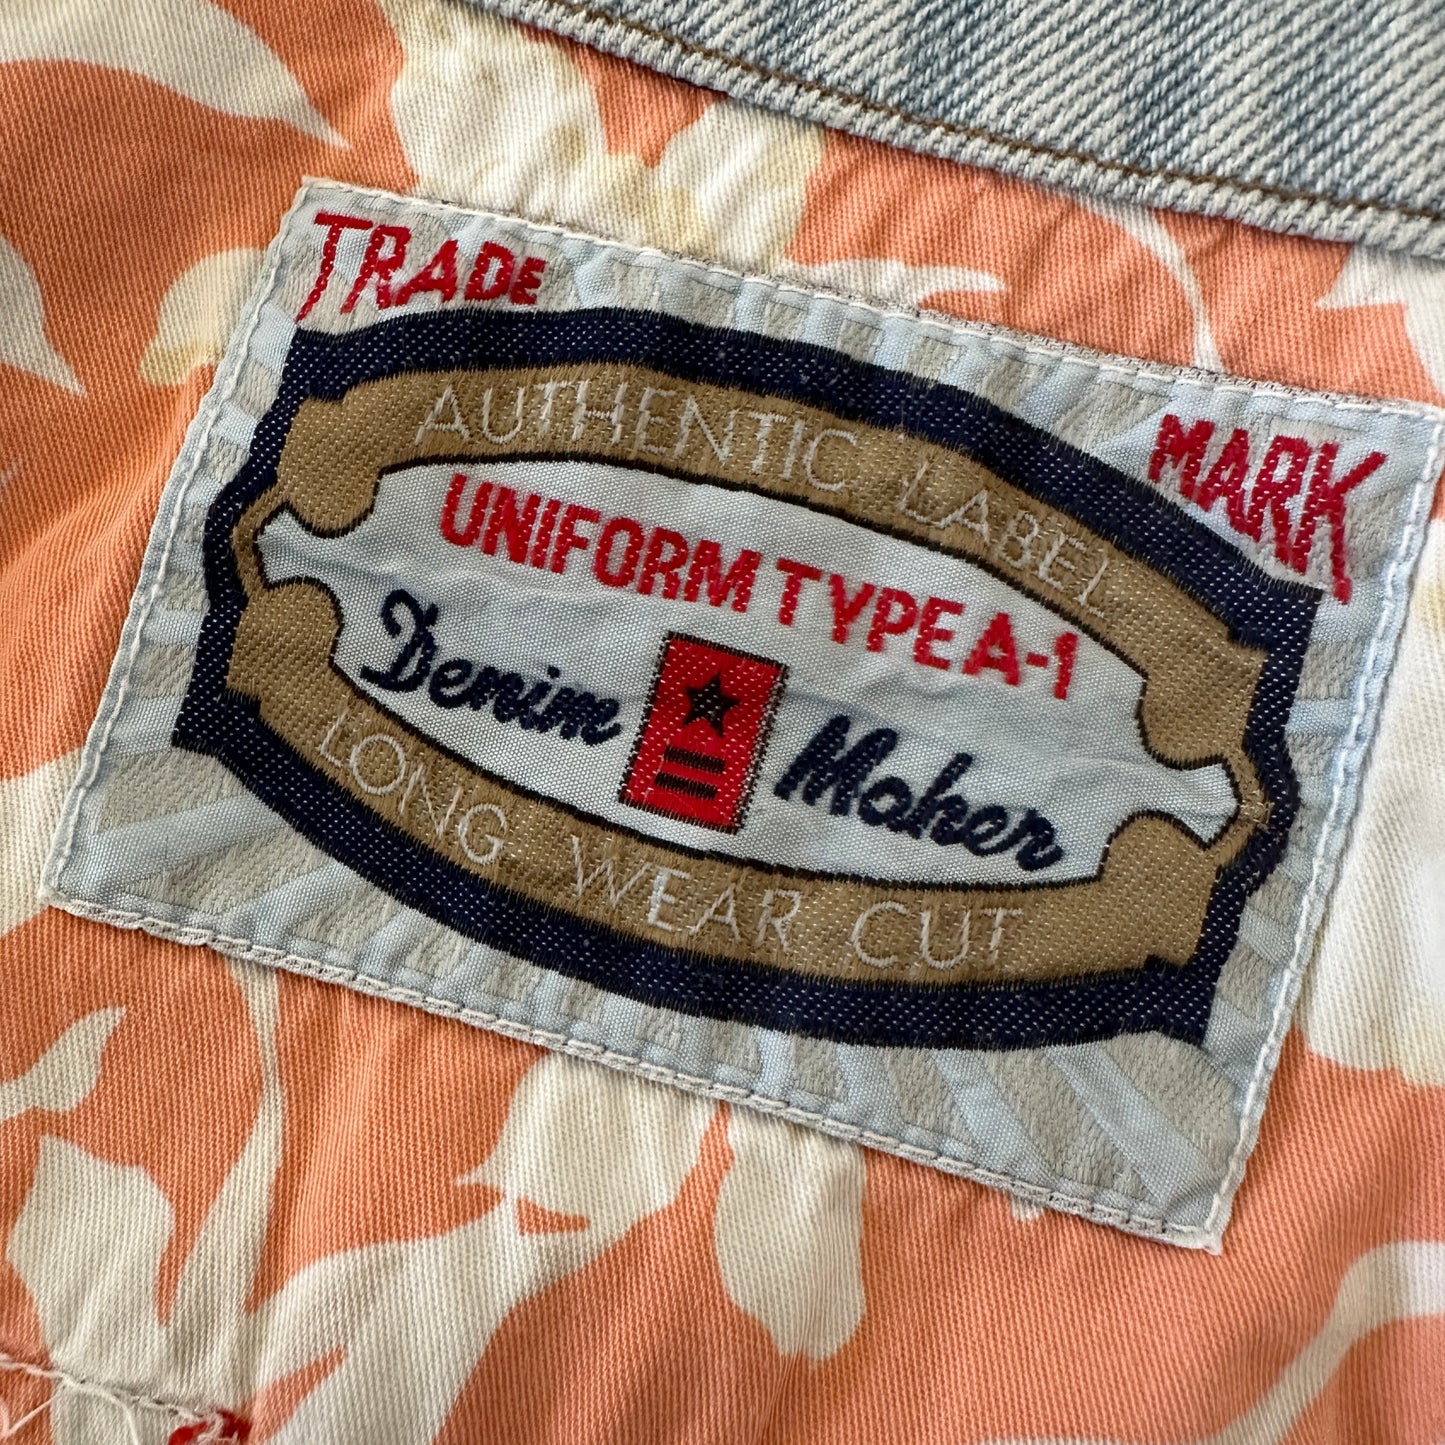 TRADE MARK
AUTHENTIC LABEL
UNIFORM TYPE A-1
Denim Maker
LONG WEAR CUT